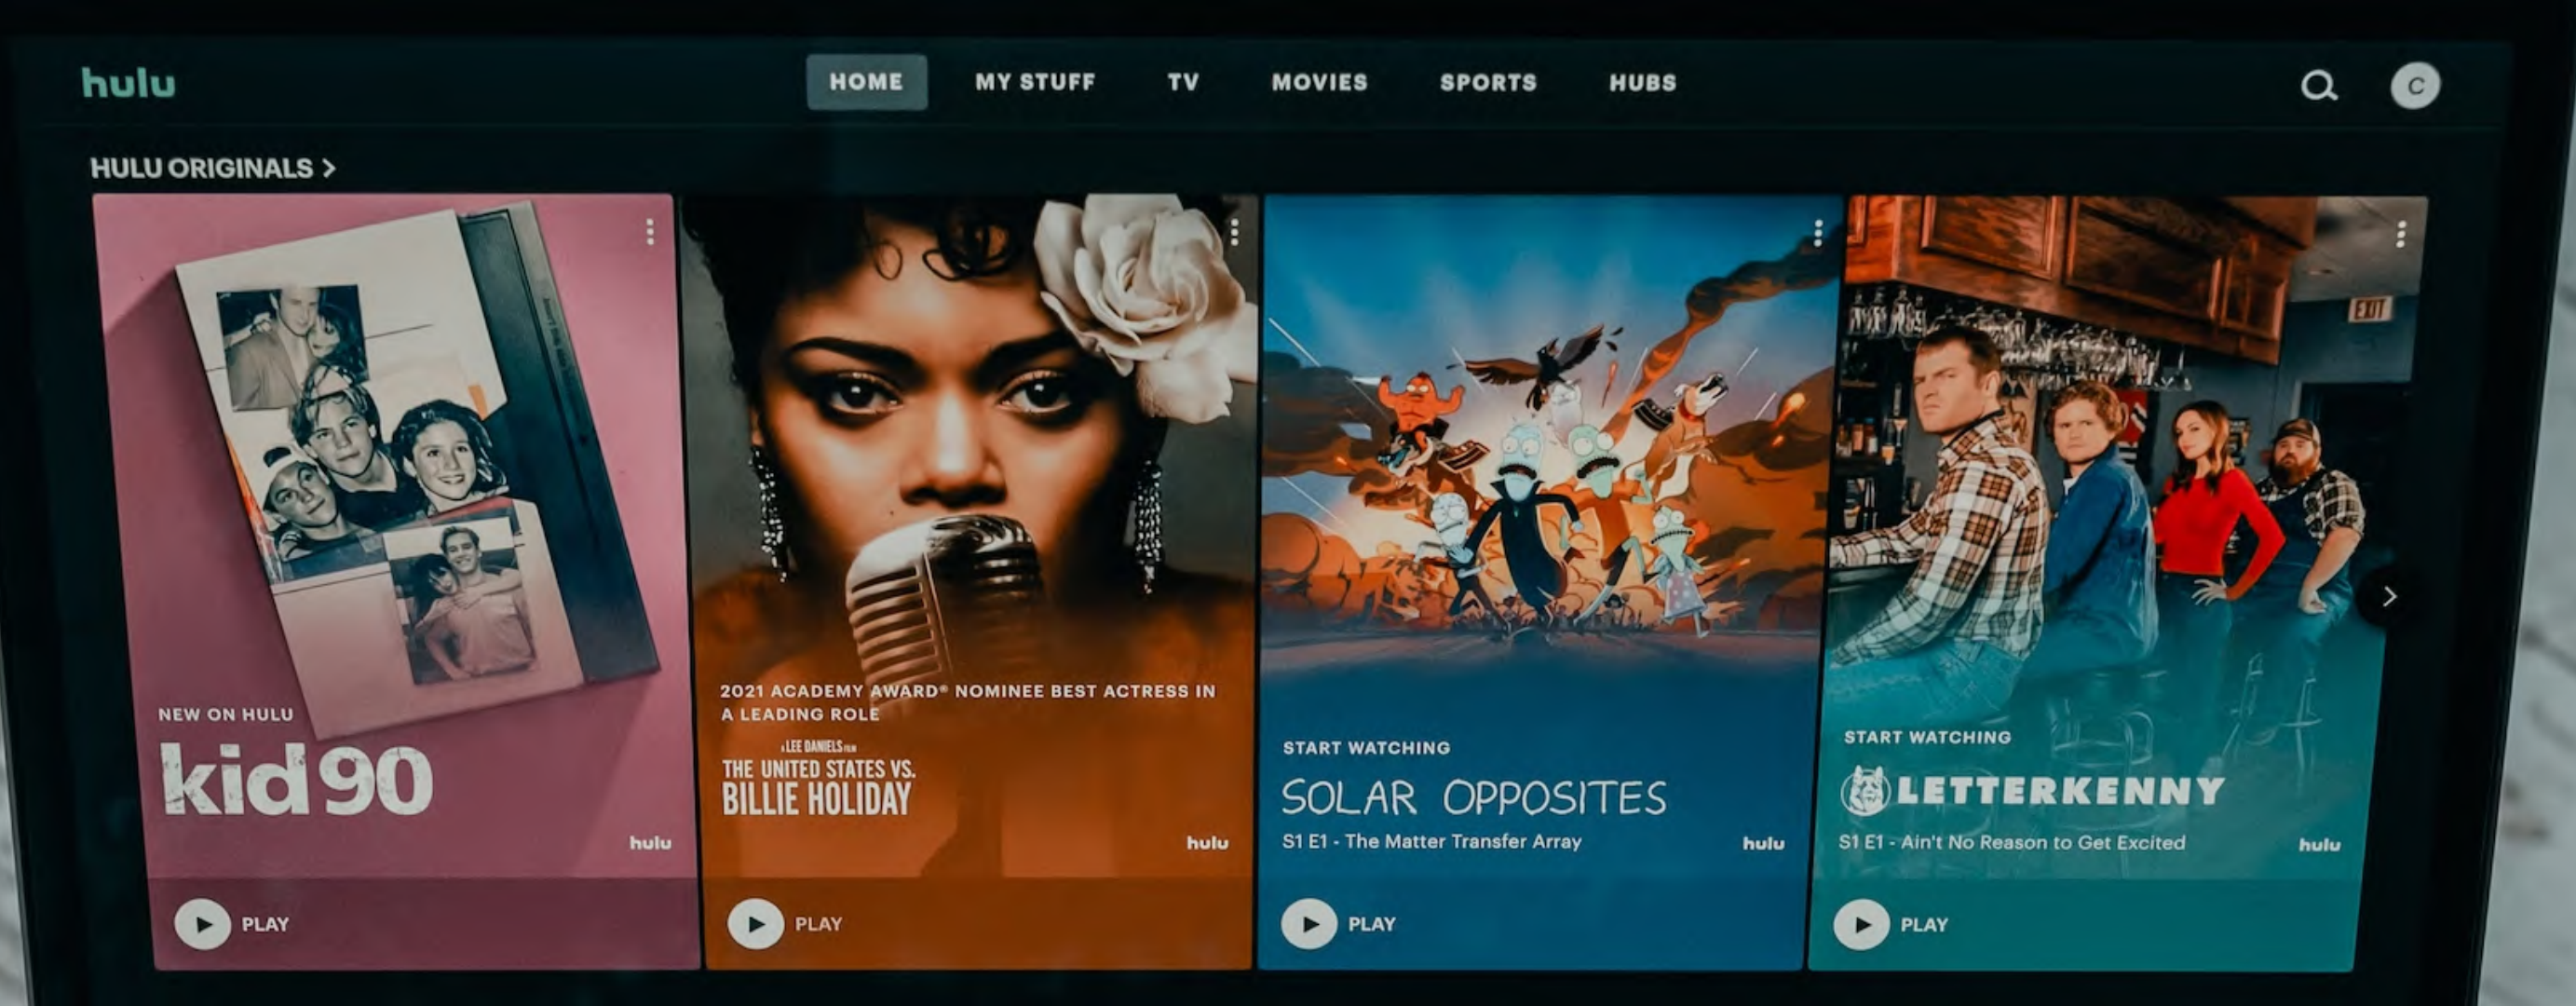 hulu
HOME
MY STUFF
TV
MOVIES
SPORTS
HUBS
C
HULU ORIGINALS >
NEW ON HULU
kid 90
hulu
PLAY
2021 ACADEMY AWARD® NOMINEE BEST ACTRESS IN
A LEADING ROLE
A LEE DANIELS FILM
THE UNITED STATES VS.
BILLIE HOLIDAY
hulu
PLAY
START WATCHING
SOLAR OPPOSITES
S1 E1 - The Matter Transfer Array
hulu
PLAY
EXIT
START WATCHING
LETTERKENNY
S1 E1 - Ain't No Reason to Get Excited
hulu
PLAY